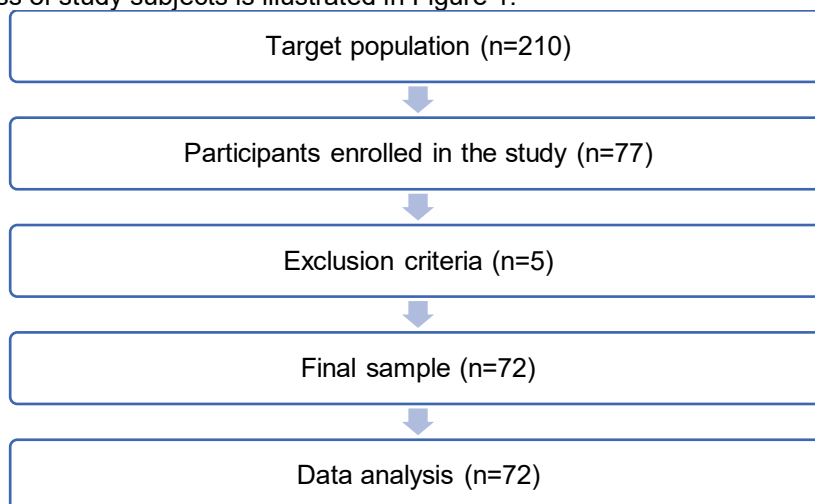 of study subjects is illustrated in Figure 1.
Target population (n=210)
Participants enrolled in the study (n=77)
Exclusion criteria (n=5)
Final sample (n=72)
Data analysis (n=72)